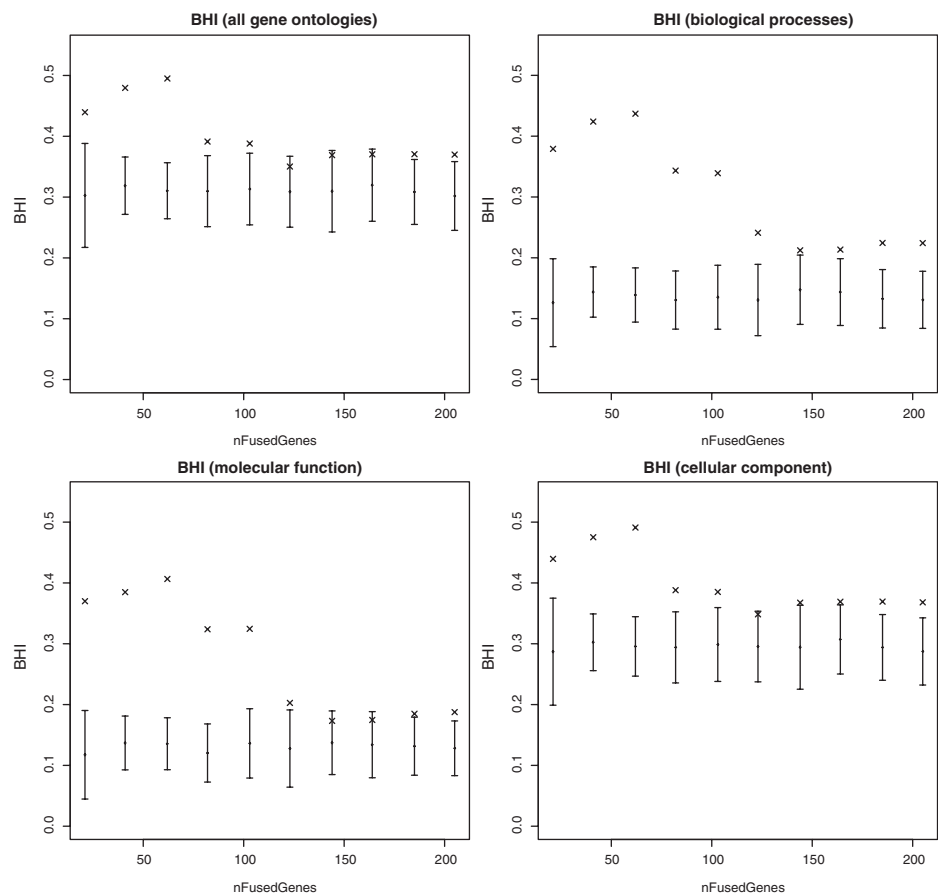 BHI (all gene ontologies)
BHI
0.0 0.1 0.2 0.3 0.4 0.5
50 100 150 200
nFusedGenes
BHI (biological processes)
BHI
0.0 0.1 0.2 0.3 0.4 0.5
50 100 150 200
nFusedGenes
BHI (molecular function)
BHI
0.0 0.1 0.2 0.3 0.4 0.5
50 100 150 200
nFusedGenes
BHI (cellular component)
BHI
0.0 0.1 0.2 0.3 0.4 0.5
50 100 150 200
nFusedGenes